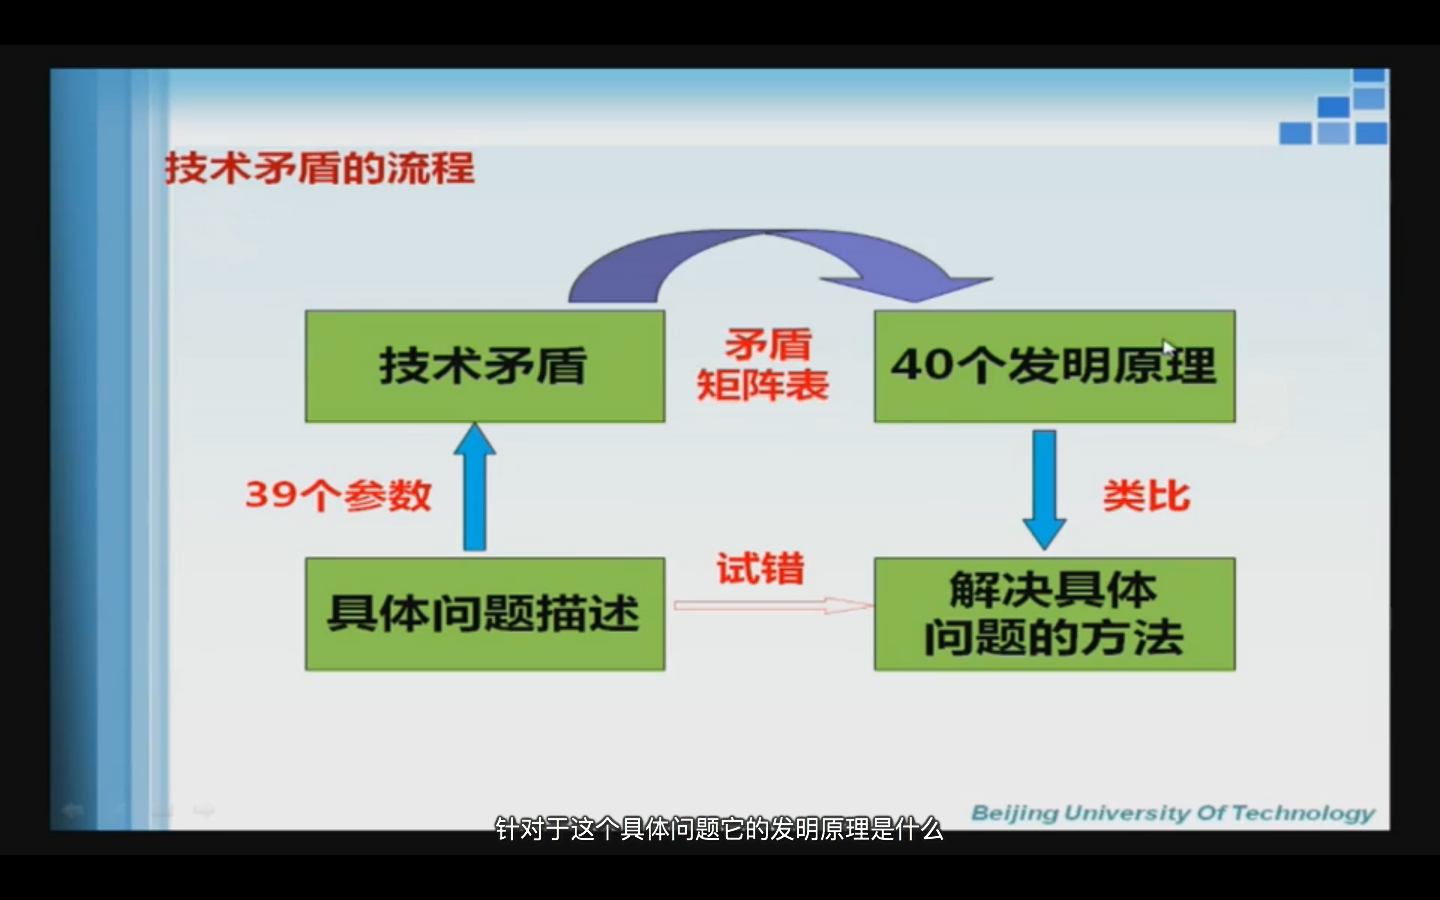 技术矛盾的流程
技术矛盾
矛盾
矩阵表
40个发明原理
39个参数
类比
具体问题描述
试错
解决具体
问题的方法
Beijing University Of Technology
针对于这个具体问题它的发明原理是什么